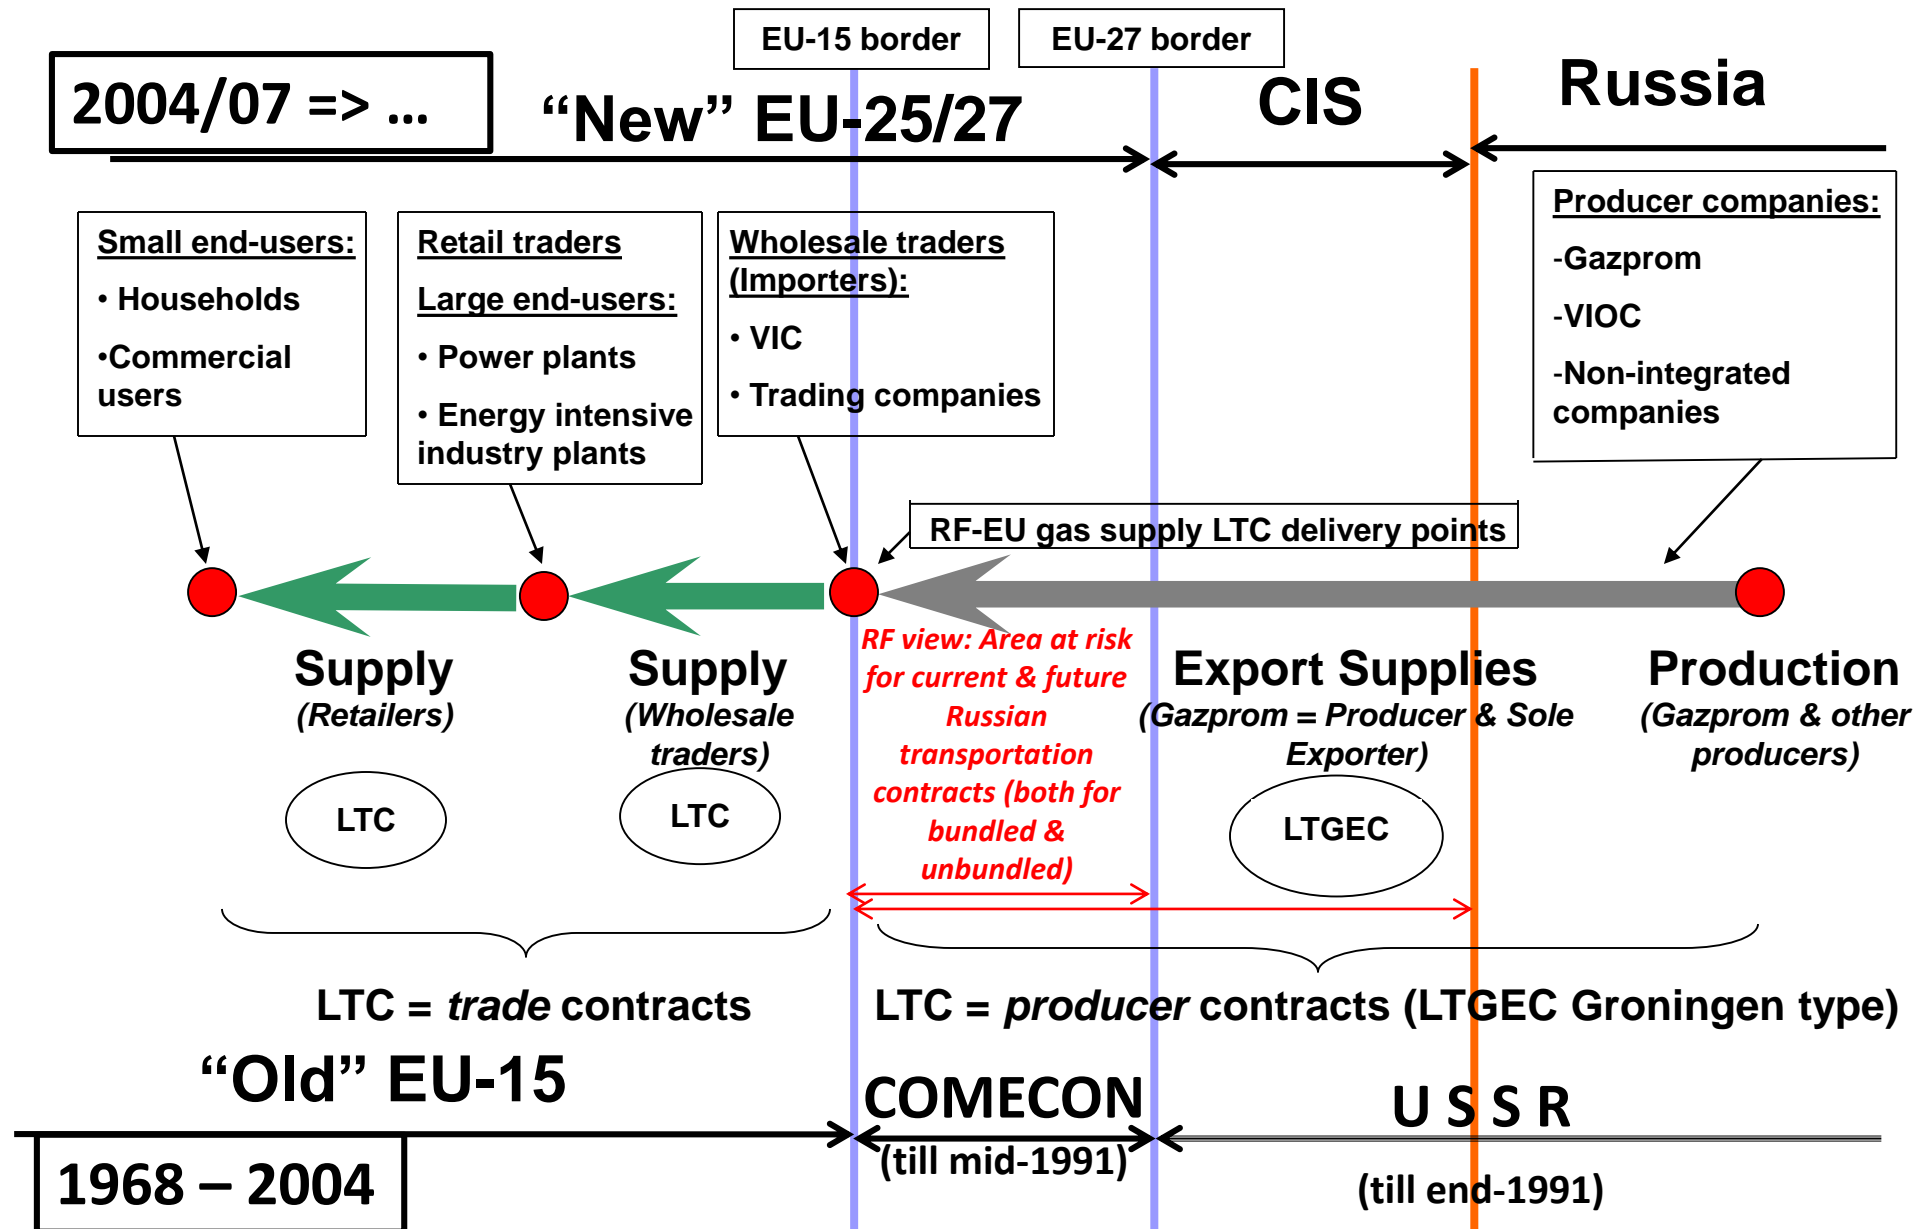 EU-15 border
EU-27 border
2004/07 => ...
“New” EU-25/27
CIS
Russia
Small end-users:
• Households
•Commercial
users
Retail traders
Large end-users:
• Power plants
• Energy intensive
industry plants
Wholesale traders
(Importers):
• VIC
• Trading companies
Producer companies:
-Gazprom
-VIOC
-Non-integrated
companies
RF-EU gas supply LTC delivery points
Supply
(Retailers)
LTC
Supply
(Wholesale
traders)
LTC
RF view: Area at risk
for current & future
Russian
transportation
contracts (both for
bundled &
unbundled)
Export Supplies
(Gazprom = Producer & Sole
Exporter)
LTGEC
Production
(Gazprom & other
producers)
LTC = trade contracts
LTC = producer contracts (LTGEC Groningen type)
“Old” EU-15
COMECON
(till mid-1991)
U S S R
(till end-1991)
1968 – 2004